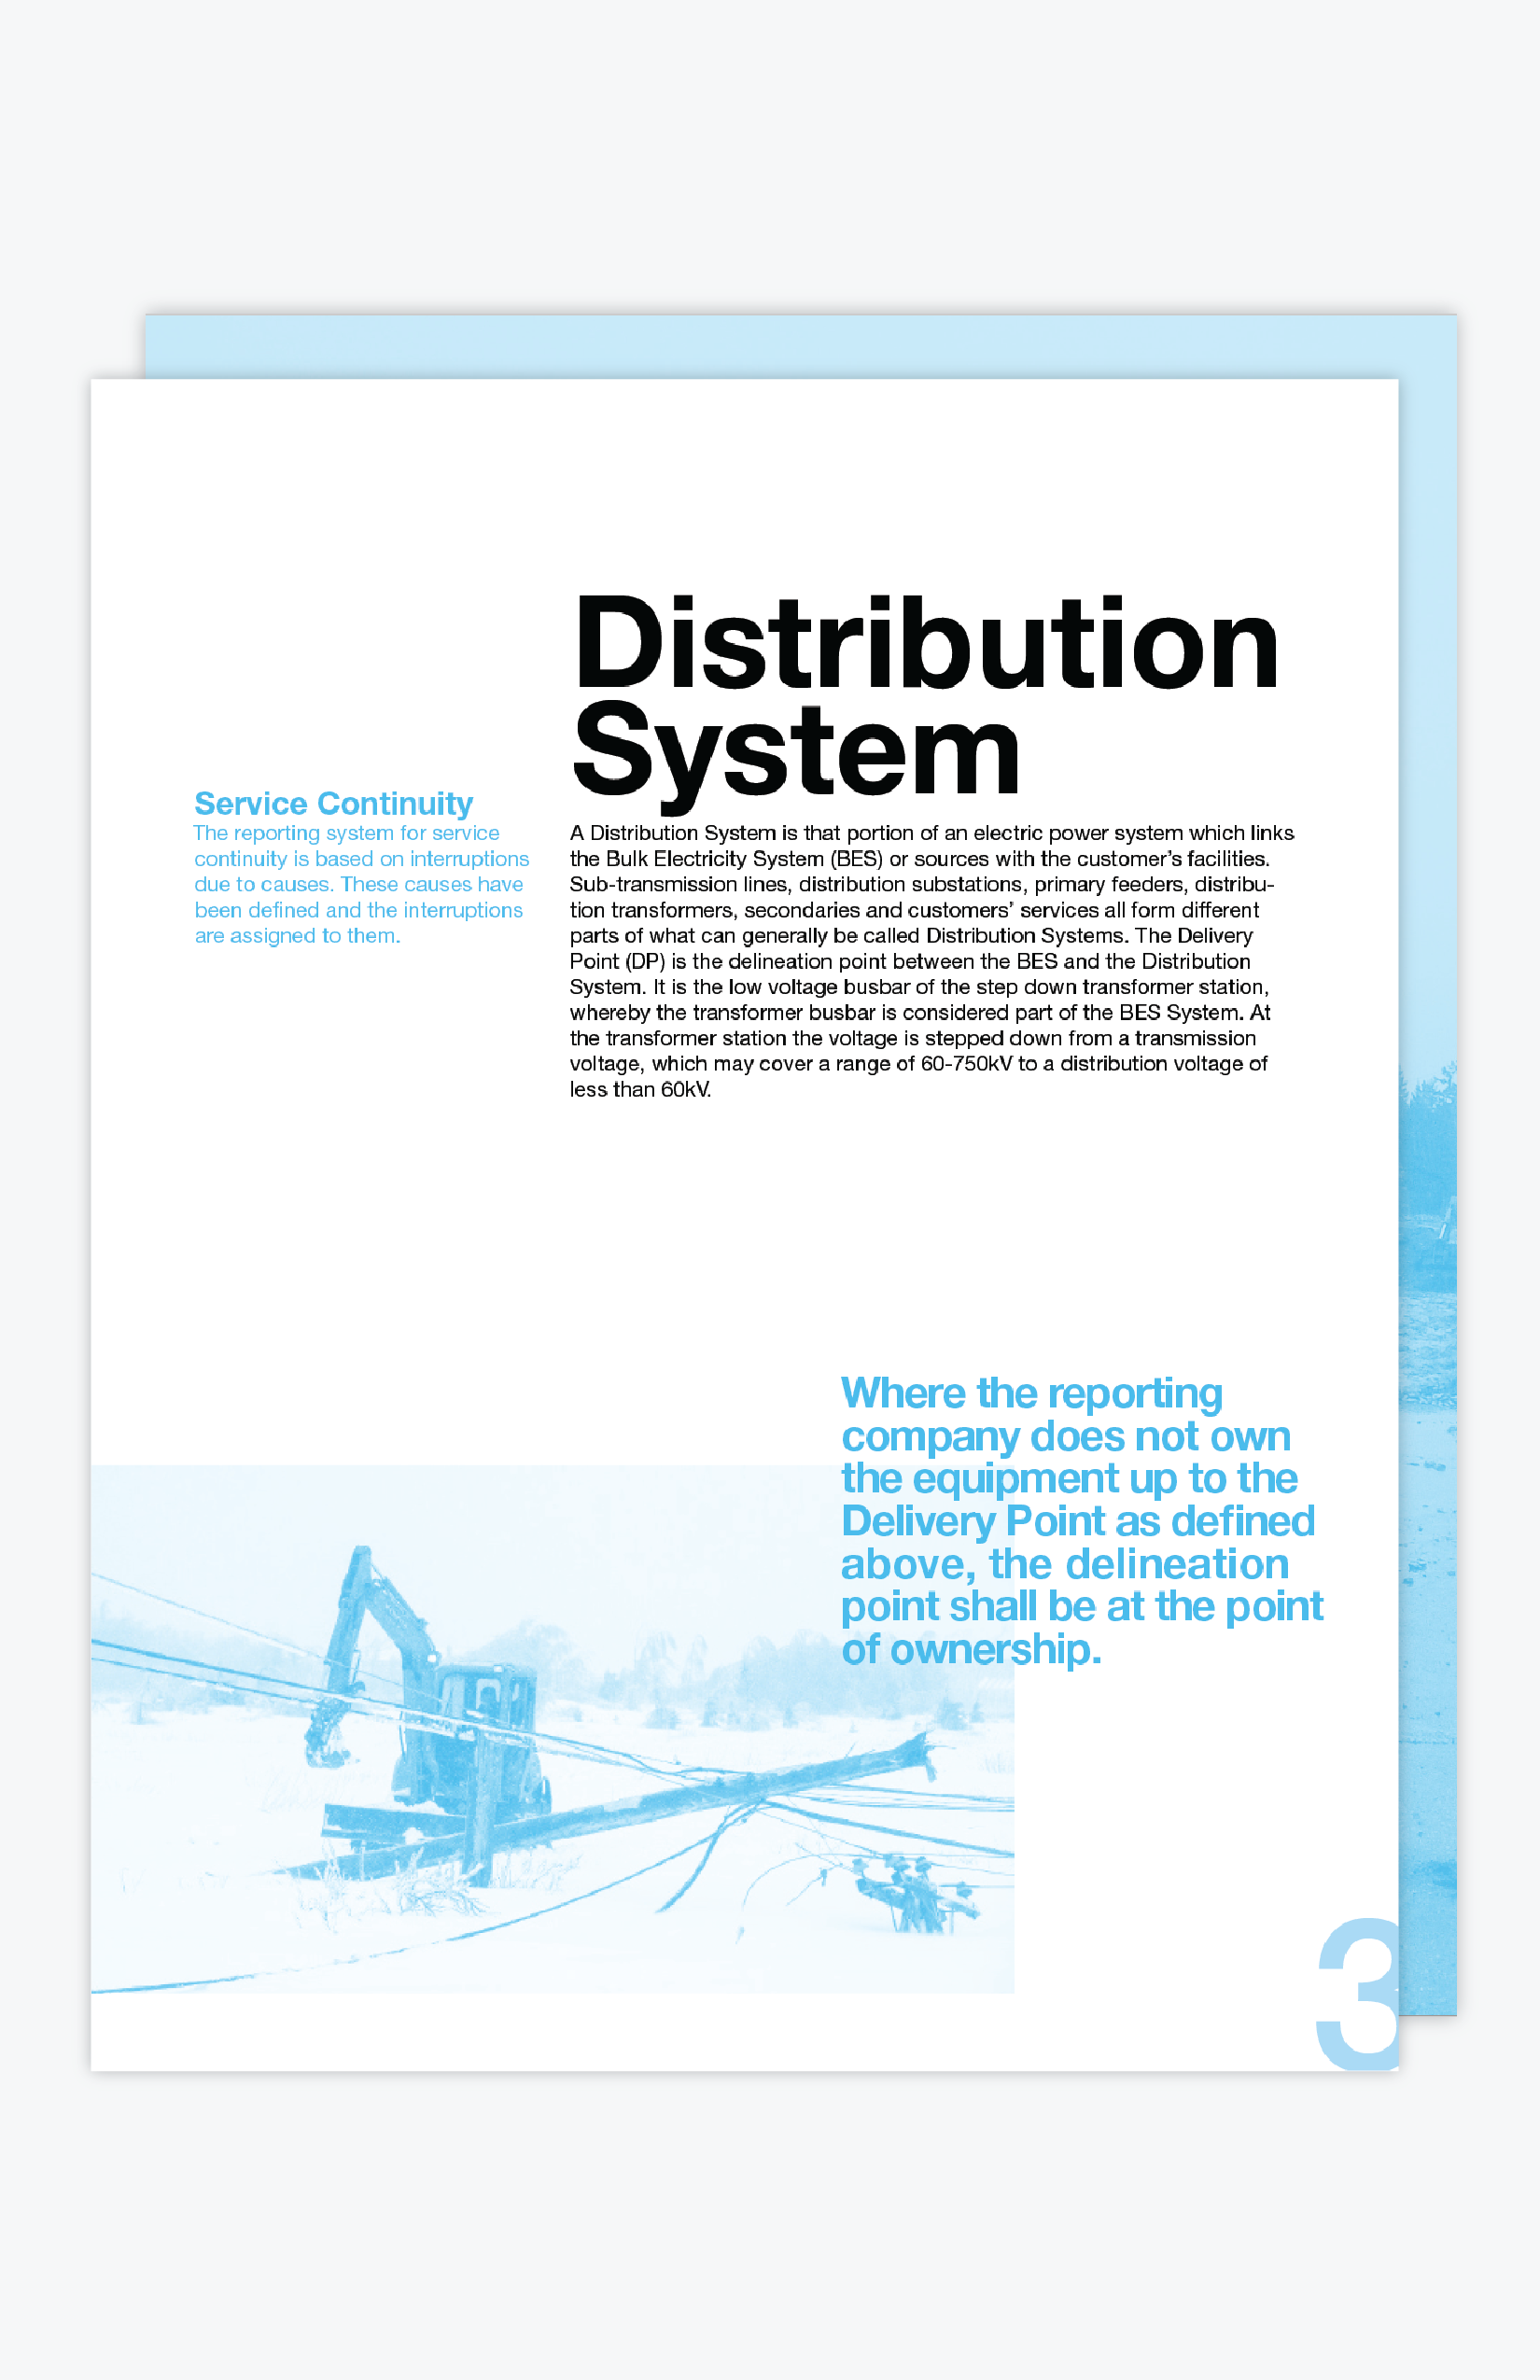 Distribution
System
Service Continuity
The reporting system for service
continuity is based on interruptions
due to causes. These causes have
been defined and the interruptions
are assigned to them.
A Distribution System is that portion of an electric power system which links
the Bulk Electricity System (BES) or sources with the customer’s facilities.
Sub-transmission lines, distribution substations, primary feeders, distribu-
tion transformers, secondaries and customers’ services all form different
parts of what can generally be called Distribution Systems. The Delivery
Point (DP) is the delineation point between the BES and the Distribution
System. It is the low voltage busbar of the step down transformer station,
whereby the transformer busbar is considered part of the BES System. At
the transformer station the voltage is stepped down from a transmission
voltage, which may cover a range of 60-750kV to a distribution voltage of
less than 60kV.
Where the reporting
company does not own
the equipment up to the
Delivery Point as defined
above, the delineation
point shall be at the point
of ownership.
3